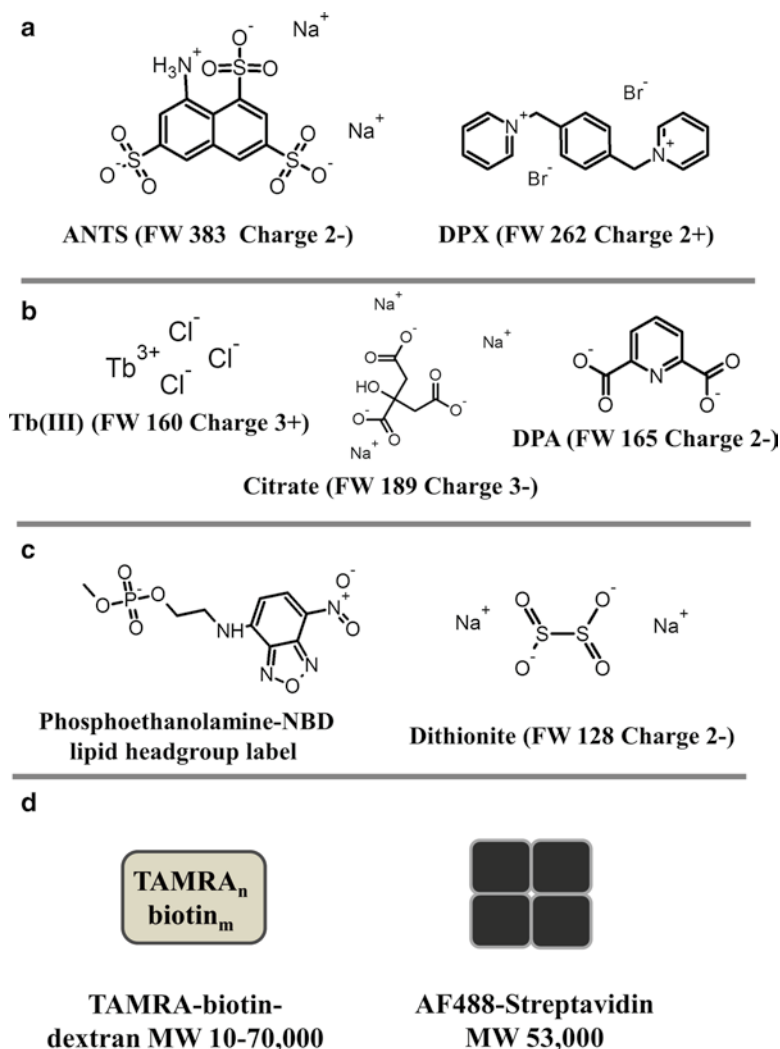 a
O⁻ Na⁺
H₃N⁺ O=S=O
Na⁺
O O
O⁻ S S O⁻
O O
Br⁻
N⁺
Br⁻ N⁺
ANTS (FW 383 Charge 2-) DPX (FW 262 Charge 2+)
b
Na⁺
Cl⁻
Tb³⁺ Cl⁻
Cl⁻
O⁻ Na⁺
O
HO O
O⁻ O⁻
O
Na⁺
O⁻ O
O N O⁻
Tb(III) (FW 160 Charge 3+)
DPA (FW 165 Charge 2-)
Citrate (FW 189 Charge 3-)
c
O O⁻
O P⁻ O N⁺
O NH O
N N
O
Na⁺ O O⁻ Na⁺
S S
O⁻ O
Phosphoethanolamine-NBD
lipid headgroup label
Dithionite (FW 128 Charge 2-)
d
TAMRAₙ
biotinₘ
TAMRA-biotin-
dextran MW 10-70,000
AF488-Streptavidin
MW 53,000